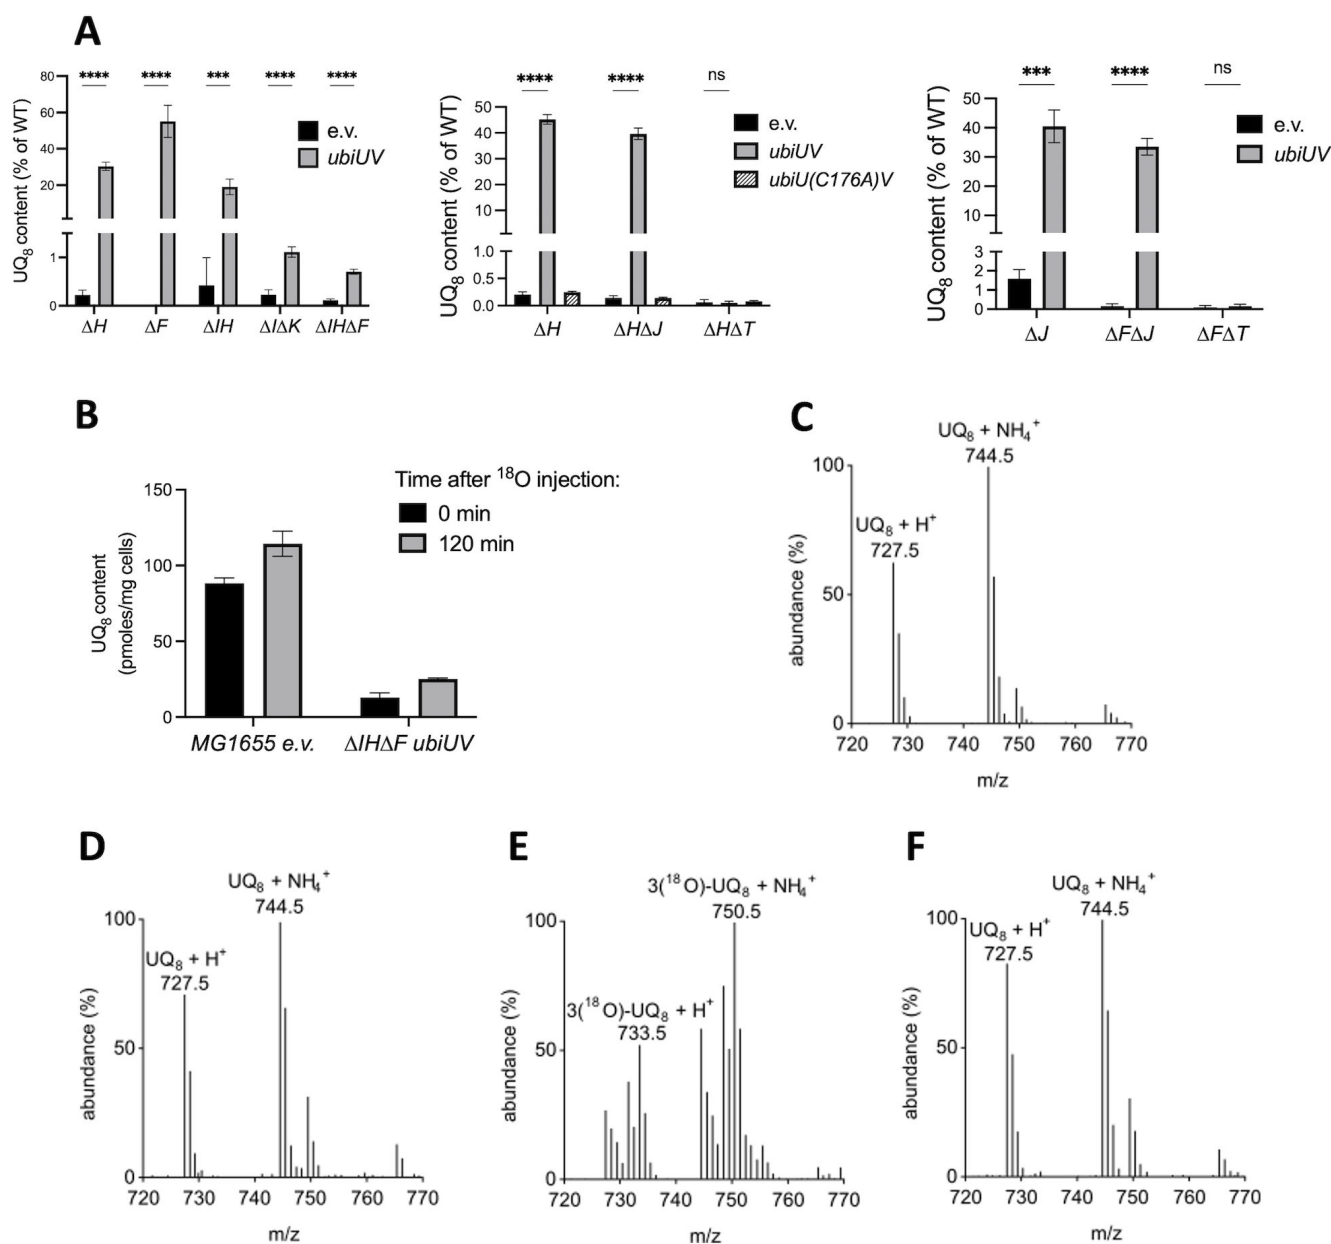 A
UQ₈ content (% of WT)
80
60
40
20
1
0
**** **** *** **** ****
e.v.
ubiUV
ΔH ΔF ΔIH ΔIΔK ΔIHΔF
UQ₈ content (% of WT)
50
40
30
20
10
1.0
0.5
0.0
**** **** ns
e.v.
ubiUV
ubiU(C176A)V
ΔH ΔHΔJ ΔHΔT
UQ₈ content (% of WT)
50
40
30
20
10
3
2
1
0
*** **** ns
e.v.
ubiUV
ΔJ ΔFΔJ ΔFΔT
B
UQ₈ content
(pmoles/mg cells)
150
100
50
0
Time after ¹⁸O injection:
0 min
120 min
MG1655 e.v. ΔIHΔF ubiUV
C
UQ₈ + NH₄⁺
744.5
UQ₈ + H⁺
727.5
abundance (%)
100
50
0
720 730 740 750 760 770
m/z
D
UQ₈ + NH₄⁺
744.5
UQ₈ + H⁺
727.5
abundance (%)
100
50
0
720 730 740 750 760 770
m/z
E
3(¹⁸O)-UQ₈ + NH₄⁺
750.5
3(¹⁸O)-UQ₈ + H⁺
733.5
abundance (%)
100
50
0
720 730 740 750 760 770
m/z
F
UQ₈ + NH₄⁺
744.5
UQ₈ + H⁺
727.5
abundance (%)
100
50
0
720 730 740 750 760 770
m/z